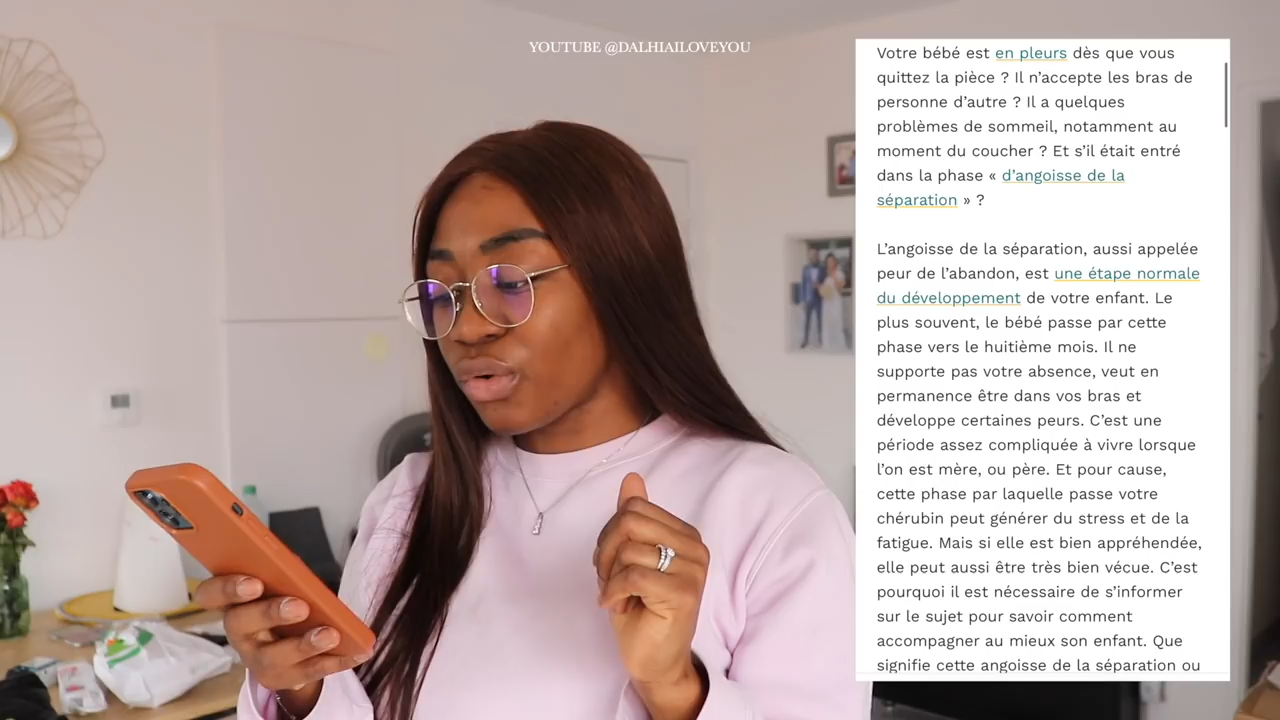 YOUTUBE @DALHIAILOVEYOU
Votre bébé est en pleurs dès que vous
quittez la pièce ? Il n’accepte les bras de
personne d’autre ? Il a quelques
problèmes de sommeil, notamment au
moment du coucher ? Et s’il était entré
dans la phase « d’angoisse de la
séparation » ?
L’angoisse de la séparation, aussi appelée
peur de l’abandon, est une étape normale
du développement de votre enfant. Le
plus souvent, le bébé passe par cette
phase vers le huitième mois. Il ne
supporte pas votre absence, veut en
permanence être dans vos bras et
développe certaines peurs. C’est une
période assez compliquée à vivre lorsque
l’on est mère, ou père. Et pour cause,
cette phase par laquelle passe votre
chérubin peut générer du stress et de la
fatigue. Mais si elle est bien appréhendée,
elle peut aussi être très bien vécue. C’est
pourquoi il est nécessaire de s’informer
sur le sujet pour savoir comment
accompagner au mieux son enfant. Que
signifie cette angoisse de la séparation ou